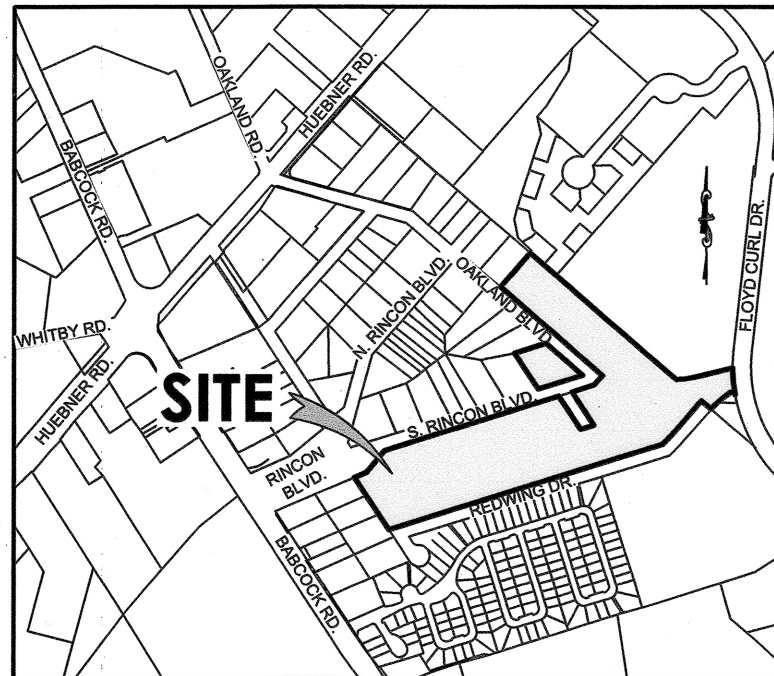 OAKLAND RD.
HUEBNER RD.
BABCOCK RD.
FLOYD CURL DR.
OAKLAND BLVD.
N. RINCON BLVD.
WHITBY RD.
HUEBNER RD.
SITE
S. RINCON BLVD.
RINCON
BLVD.
REDWING DR.
BABCOCK RD.